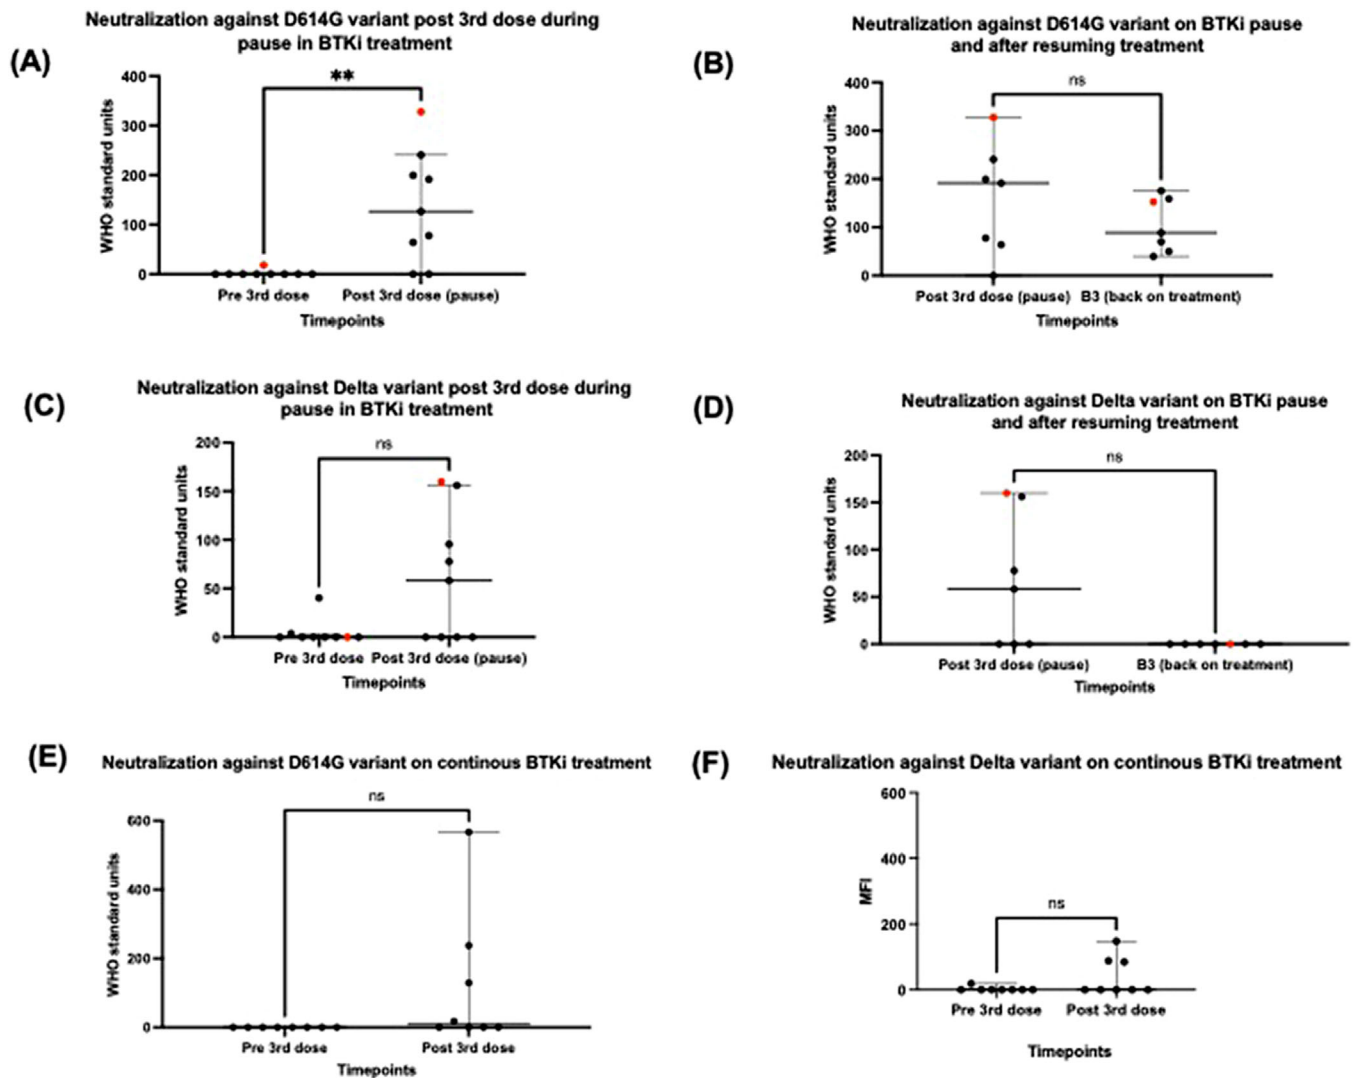 Neutralization against D614G variant post 3rd dose during
pause in BTKi treatment
(A)
**
400
300
200
100
0
WHO standard units
Pre 3rd dose
Post 3rd dose (pause)
Timepoints
Neutralization against D614G variant on BTKi pause
and after resuming treatment
(B)
ns
400
300
200
100
0
WHO standard units
Post 3rd dose (pause)
B3 (back on treatment)
Timepoints
Neutralization against Delta variant post 3rd dose during
pause in BTKi treatment
(C)
ns
200
150
100
50
0
WHO standard units
Pre 3rd dose
Post 3rd dose (pause)
Timepoints
Neutralization against Delta variant on BTKi pause
and after resuming treatment
(D)
ns
200
150
100
50
0
WHO standard units
Post 3rd dose (pause)
B3 (back on treatment)
Timepoints
(E)
Neutralization against D614G variant on continous BTKi treatment
ns
600
400
200
0
WHO standard units
Pre 3rd dose
Post 3rd dose
Timepoints
(F)
Neutralization against Delta variant on continous BTKi treatment
600
400
200
0
MFI
ns
Pre 3rd dose
Post 3rd dose
Timepoints